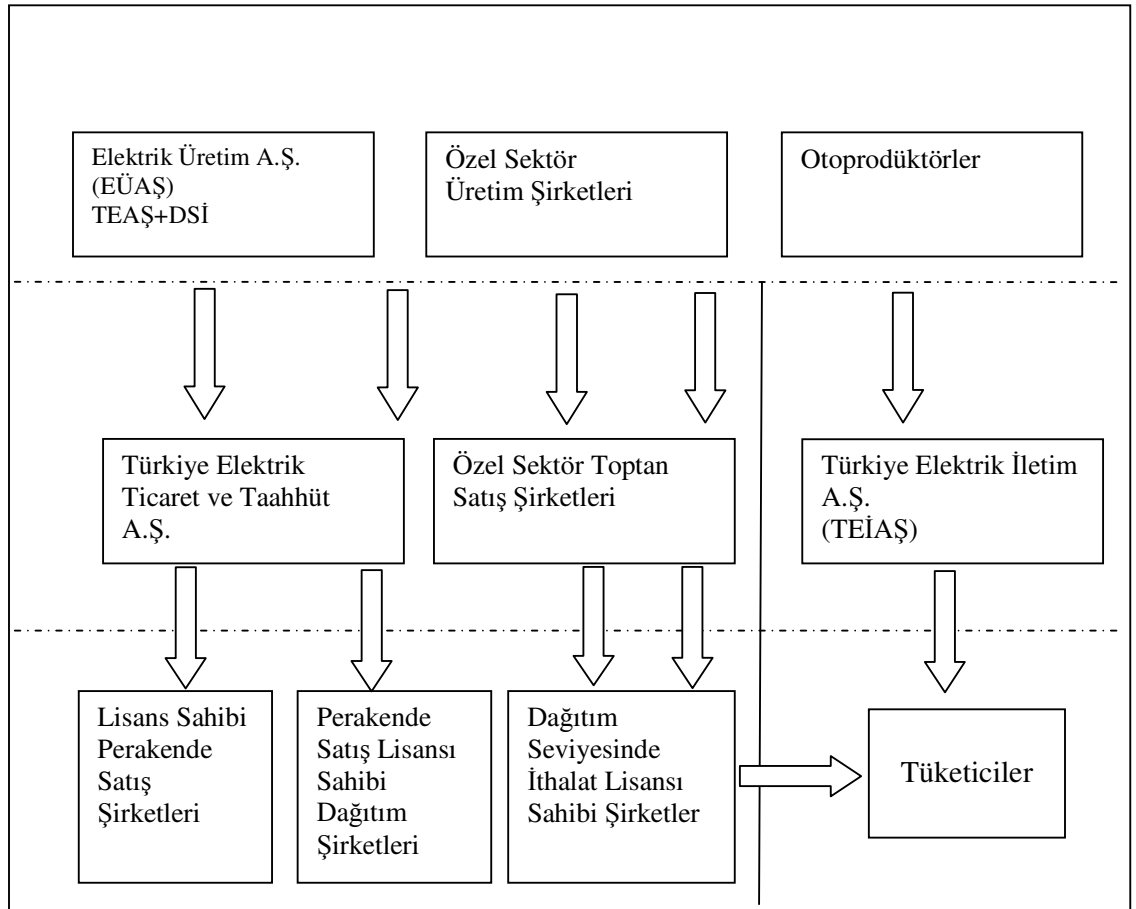 Elektrik Üretim A.Ş.
(EÜAŞ)
TEAŞ+DSİ
Özel Sektör
Üretim Şirketleri
Otoprodüktörler
Türkiye Elektrik
Ticaret ve Taahhüt
A.Ş.
Özel Sektör Toptan
Satış Şirketleri
Türkiye Elektrik İletim
A.Ş.
(TEİAŞ)
Lisans Sahibi
Perakende
Satış
Şirketleri
Perakende
Satış Lisansı
Sahibi
Dağıtım
Şirketleri
Dağıtım
Seviyesinde
İthalat Lisansı
Sahibi Şirketler
Tüketiciler